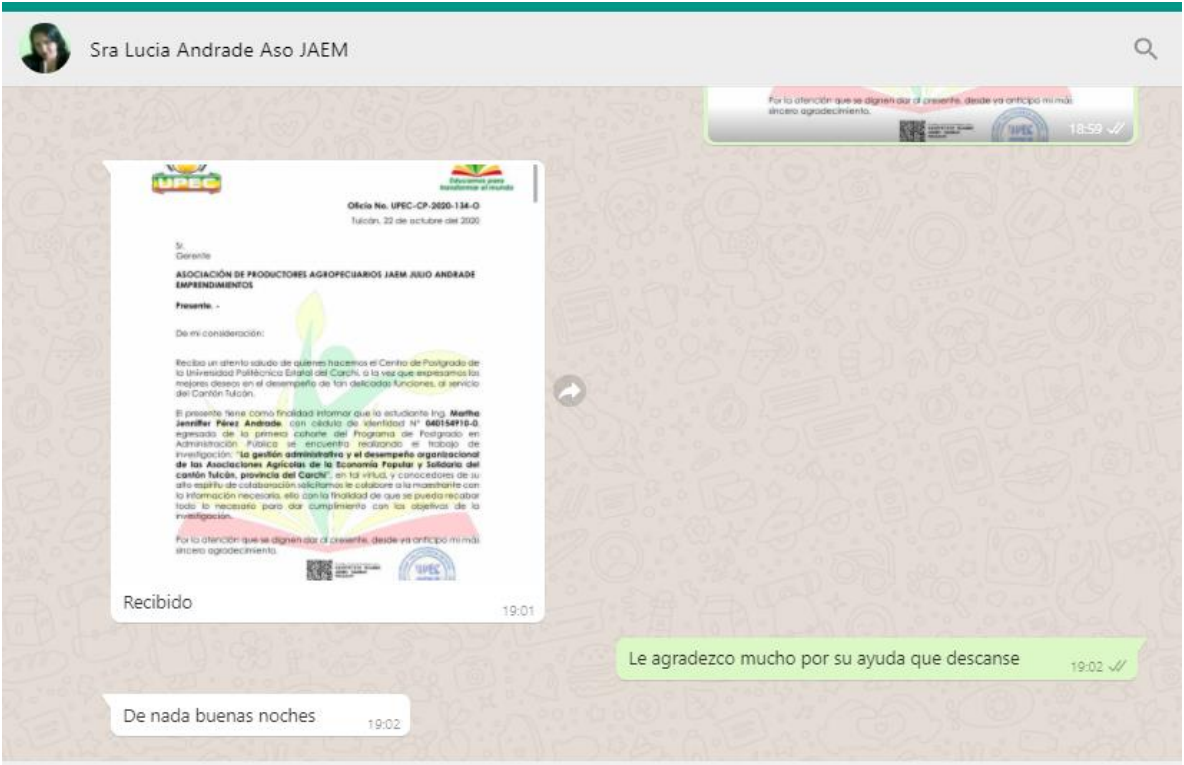 Sra Lucia Andrade Aso JAEM
Por la atención que se dignen dar al presente, desde ya anticipo mi más
sincero agradecimiento.
UPEC
18:59
UPEC
Educamos para
transformar el mundo
Oficio No. UPEC-CP-2020-134-O
Tulcán, 22 de octubre del 2020
Sr.
Gerente
ASOCIACIÓN DE PRODUCTORES AGROPECUARIOS JAEM JULIO ANDRADE
EMPRENDIMIENTOS
Presente. -
De mi consideración:
Reciba un atento saludo de quienes hacemos el Centro de Postgrado de
la Universidad Politécnica Estatal del Carchi, a la vez que expresamos los
mejores deseos en el desempeño de tan delicadas funciones, al servicio
del Cantón Tulcán.
El presente tiene como finalidad informar que la estudiante Ing. Martha
Jenniffer Pérez Andrade, con cédula de identidad N° 040154910-0,
egresada de la primera cohorte del Programa de Postgrado en
Administración Pública se encuentra realizando el trabajo de
investigación: "La gestión administrativa y el desempeño organizacional
de las Asociaciones Agrícolas de la Economía Popular y Solidaria del
cantón Tulcán, provincia del Carchi", en tal virtud, y conocedores de su
alto espíritu de colaboración solicitamos le colabore a la maestrante con
la información necesaria, ello con la finalidad de que se pueda recabar
todo lo necesario para dar cumplimiento con los objetivos de la
investigación.
Por la atención que se dignen dar al presente, desde ya anticipo mi más
sincero agradecimiento.
UPEC
Recibido
19:01
Le agradezco mucho por su ayuda que descanse
19:02
De nada buenas noches
19:02